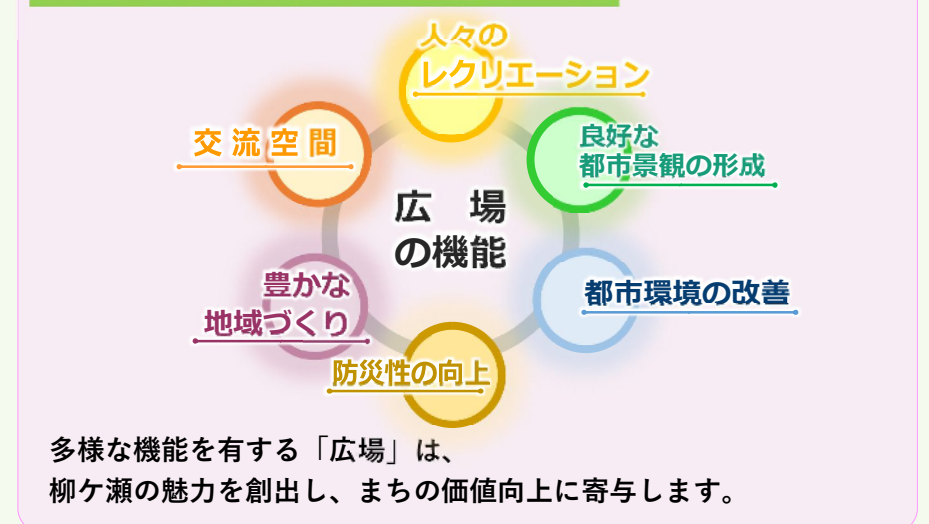 人々の
レクリエーション
交流空間
良好な
都市景観の形成
広　場
の機能
豊かな
地域づくり
都市環境の改善
防災性の向上
多様な機能を有する「広場」は、
柳ケ瀬の魅力を創出し、まちの価値向上に寄与します。